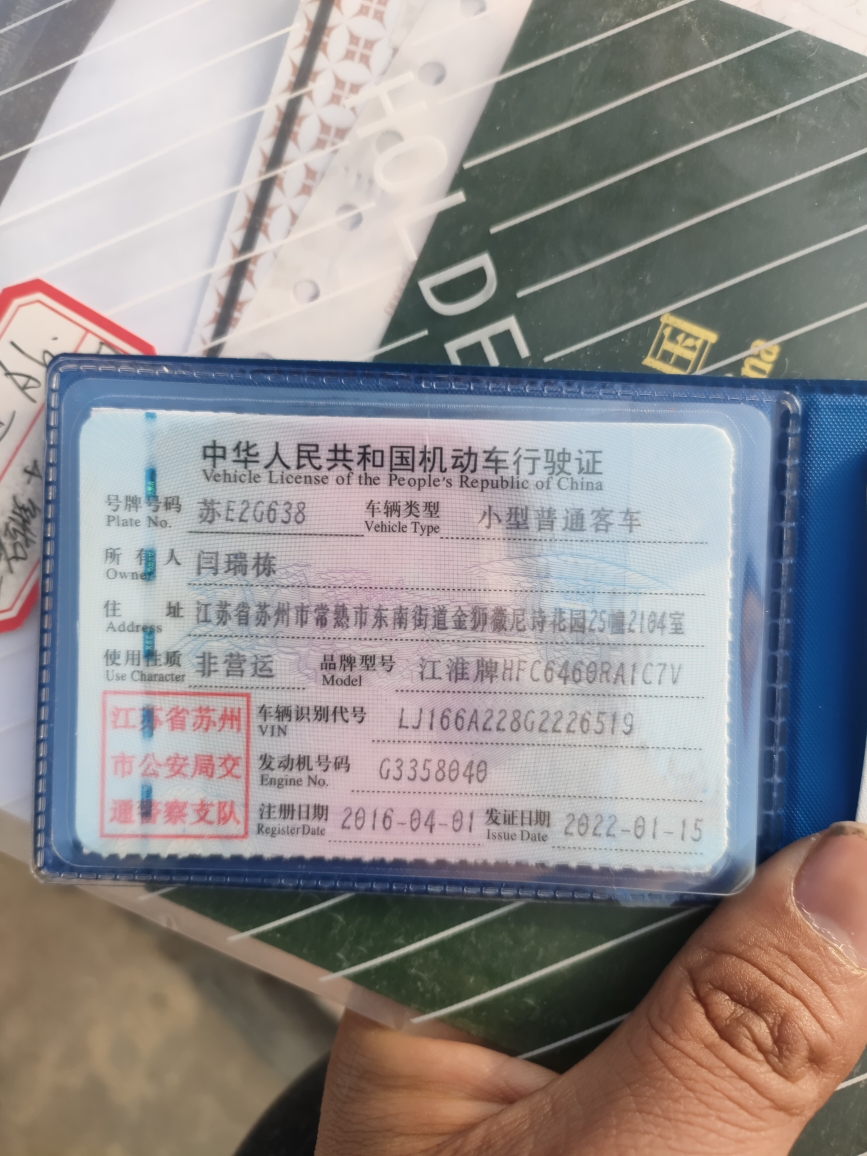 HOLDE
国
na
中华人民共和国机动车行驶证
Vehicle License of the People's Republic of China
号牌号码 苏E2G638 车辆类型 小型普通客车
Plate No. Vehicle Type
所有人 闫瑞栋
Owner
住址 江苏省苏州市常熟市东南街道金狮薇尼诗花园25幢2104室
Address
使用性质 非营运 品牌型号 江淮牌HFC6460RA1C7V
Use Character Model
江苏省苏州 车辆识别代号 LJ166A228G2226519
VIN
市公安局交 发动机号码 G3358040
Engine No.
通警察支队 注册日期 2016-04-01 发证日期 2022-01-15
Register Date Issue Date